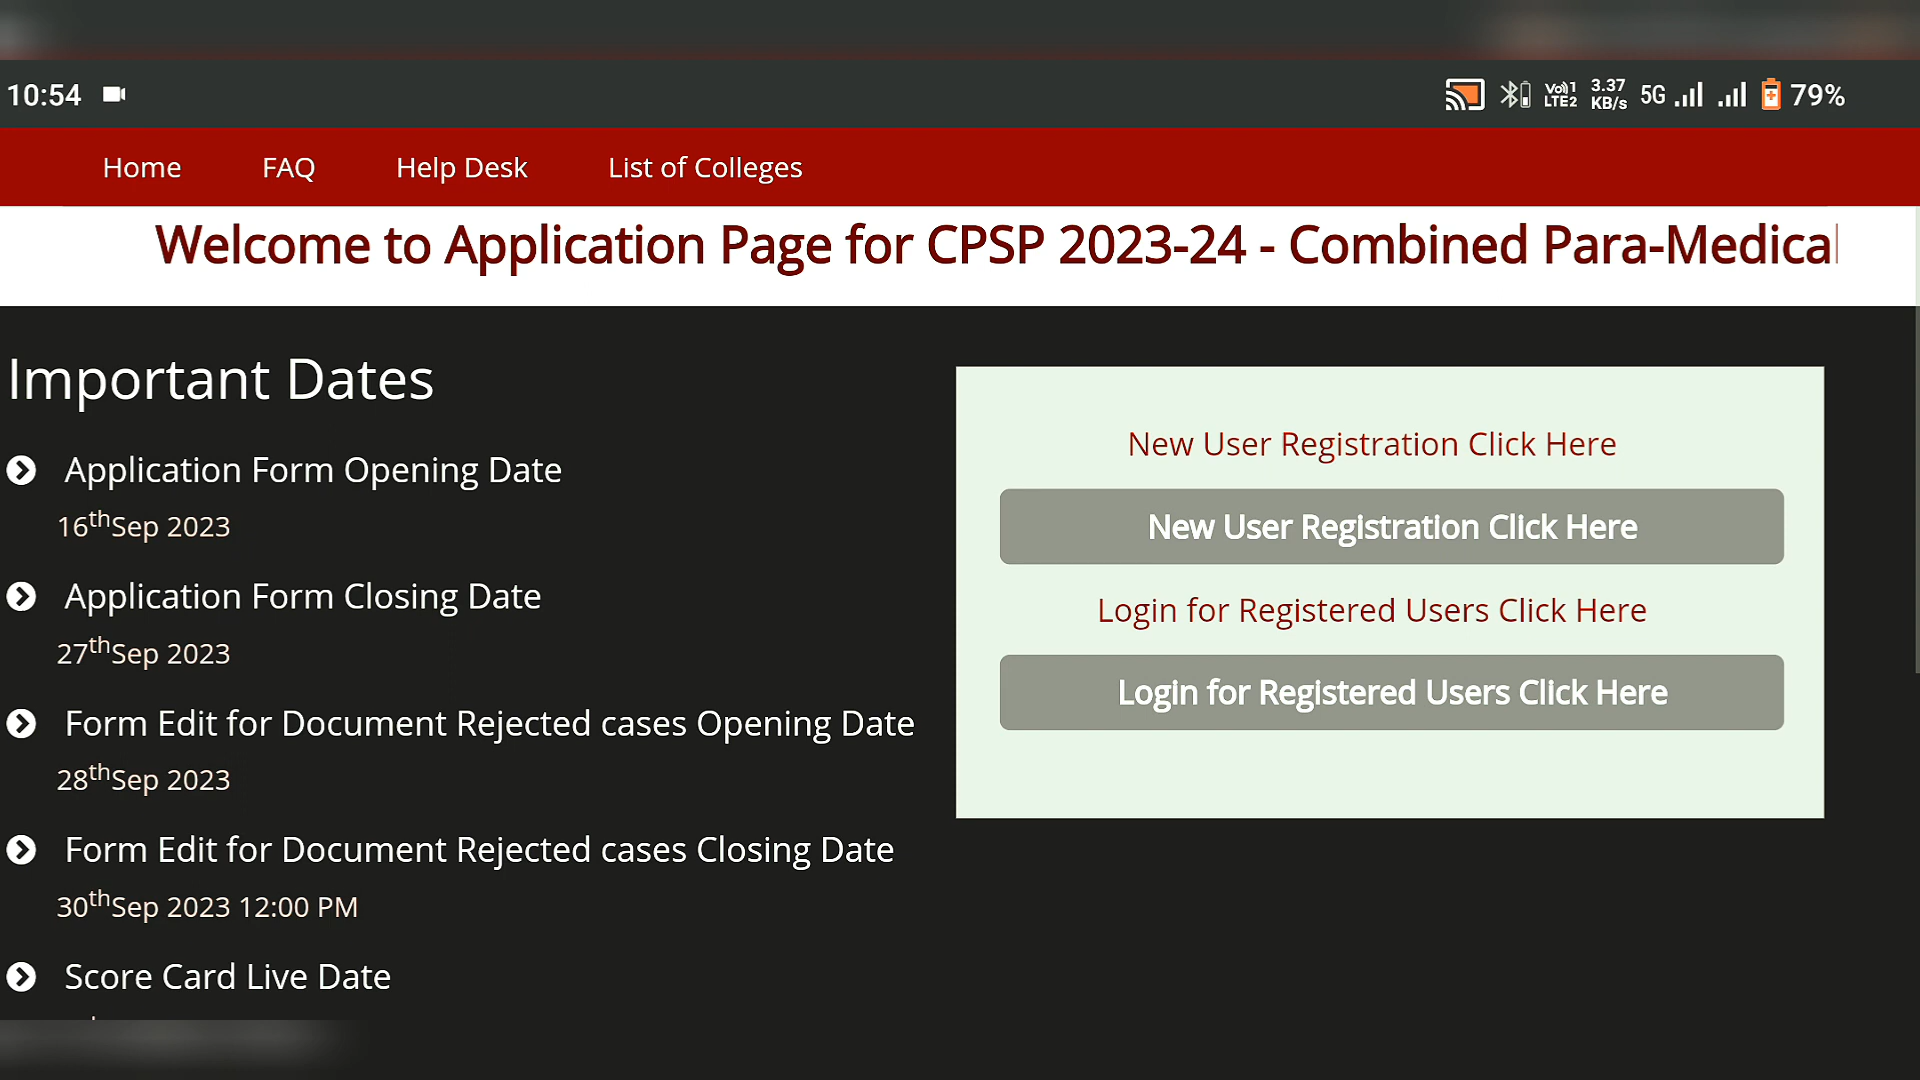 10:54 Vo)) 1 LTE2 3.37 KB/s 5G 79%
Home FAQ Help Desk List of Colleges
Welcome to Application Page for CPSP 2023-24 - Combined Para-Medical
Important Dates
Application Form Opening Date
16thSep 2023
Application Form Closing Date
27thSep 2023
Form Edit for Document Rejected cases Opening Date
28thSep 2023
Form Edit for Document Rejected cases Closing Date
30thSep 2023 12:00 PM
Score Card Live Date
New User Registration Click Here
New User Registration Click Here
Login for Registered Users Click Here
Login for Registered Users Click Here